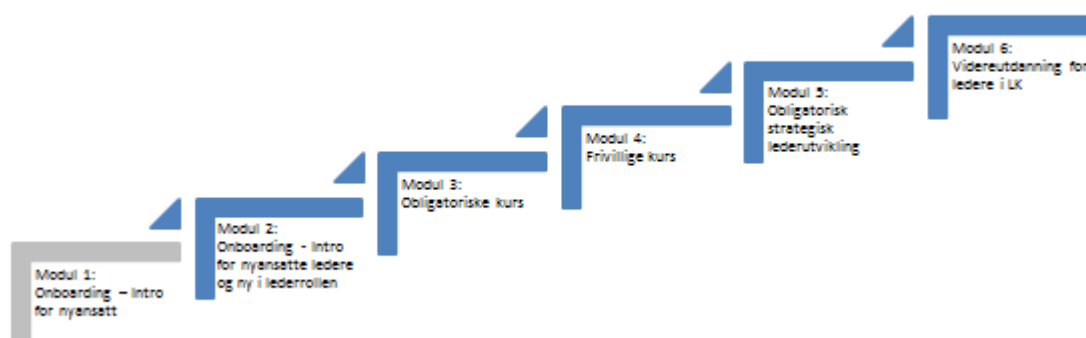 Modul 1:
Onboarding – Intro
for nyansatt
Modul 2:
Onboarding - Intro
for nyansatte ledere
og ny i lederrollen
Modul 3:
Obligatoriske kurs
Modul 4:
Frivillige kurs
Modul 5:
Obligatorisk
strategisk
lederutvikling
Modul 6:
Videreutdanning for
ledere i LK